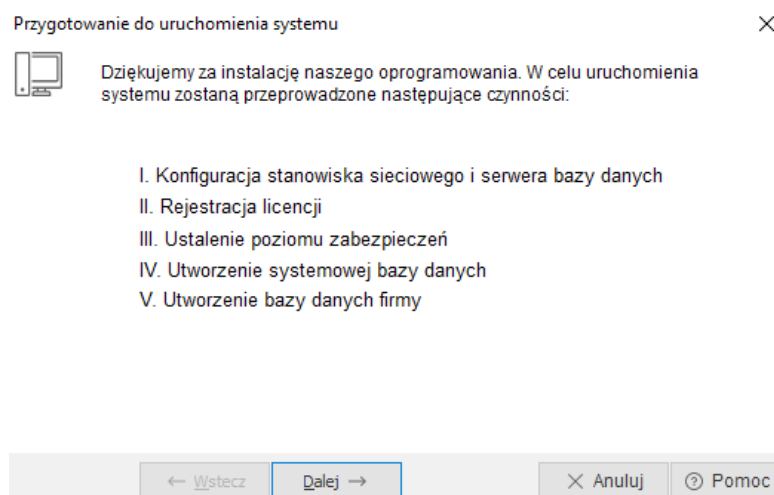 Przygotowanie do uruchomienia systemu
Dziękujemy za instalację naszego oprogramowania. W celu uruchomienia
systemu zostaną przeprowadzone następujące czynności:
I. Konfiguracja stanowiska sieciowego i serwera bazy danych
II. Rejestracja licencji
III. Ustalenie poziomu zabezpieczeń
IV. Utworzenie systemowej bazy danych
V. Utworzenie bazy danych firmy
← Wstecz
Dalej →
Anuluj
Pomoc